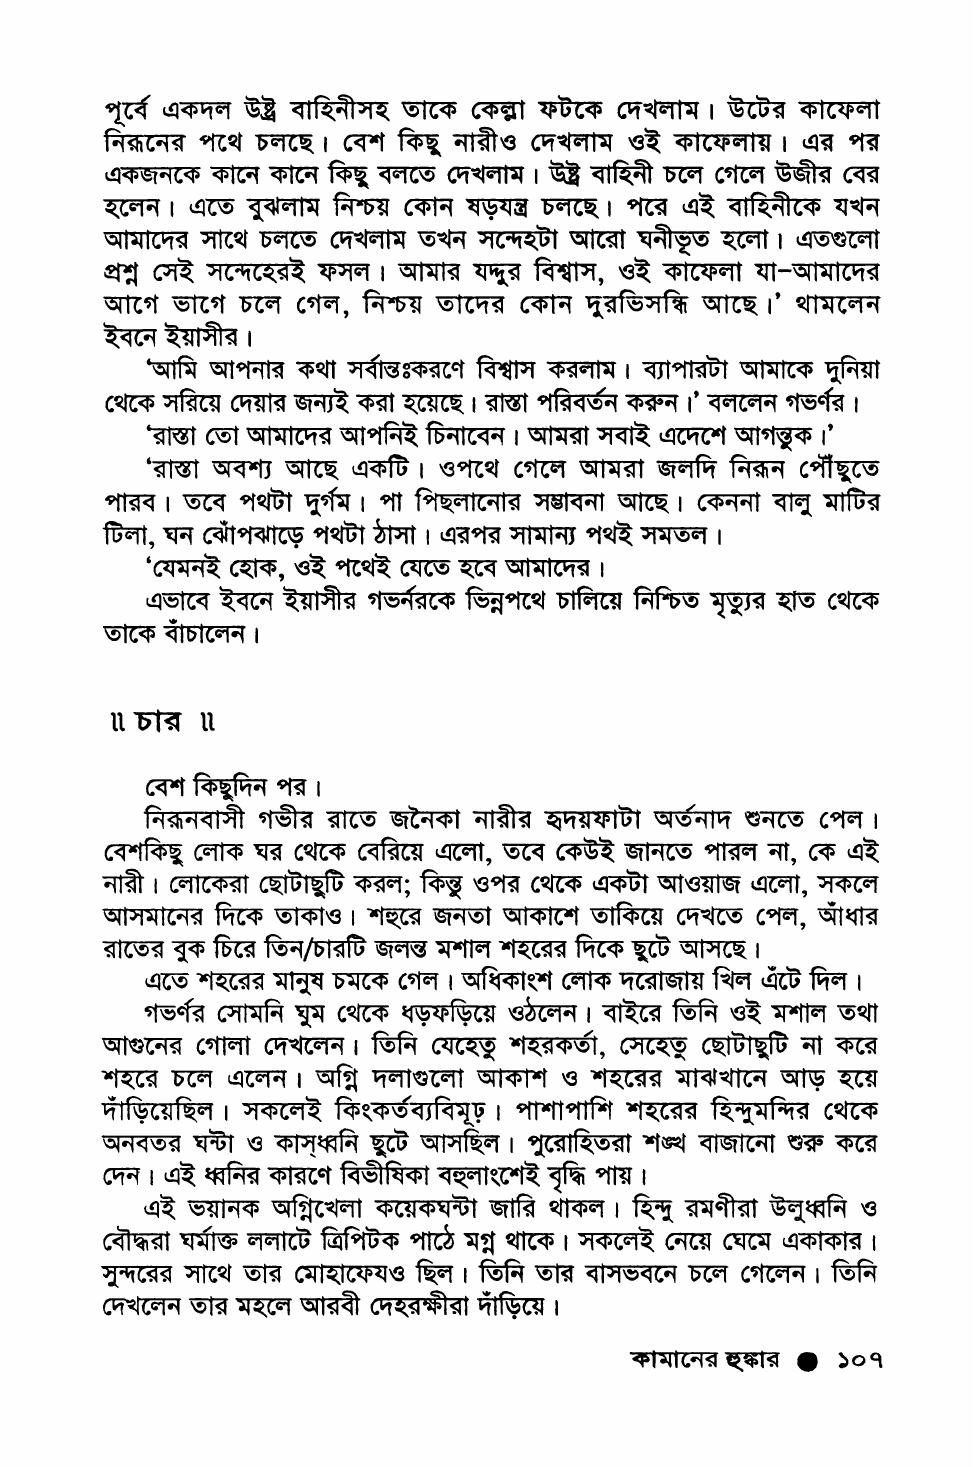 পূর্বে একদল উষ্ট্র বাহিনীসহ তাকে কেল্লা ফটকে দেখলাম। উটের কাফেলা
নিরূনের পথে চলছে। বেশ কিছু নারীও দেখলাম ওই কাফেলায়। এর পর
একজনকে কানে কানে কিছু বলতে দেখলাম। উষ্ট্র বাহিনী চলে গেলে উজীর বের
হলেন। এতে বুঝলাম নিশ্চয় কোন ষড়যন্ত্র চলছে। পরে এই বাহিনীকে যখন
আমাদের সাথে চলতে দেখলাম তখন সন্দেহটা আরো ঘনীভূত হলো। এতগুলো
প্রশ্ন সেই সন্দেহেরই ফসল। আমার যদ্দুর বিশ্বাস, ওই কাফেলা যা-আমাদের
আগে ভাগে চলে গেল, নিশ্চয় তাদের কোন দুরভিসন্ধি আছে।’ থামলেন
ইবনে ইয়াসীর।
‘আমি আপনার কথা সর্বান্তঃকরণে বিশ্বাস করলাম। ব্যাপারটা আমাকে দুনিয়া
থেকে সরিয়ে দেয়ার জন্যই করা হয়েছে। রাস্তা পরিবর্তন করুন।’ বললেন গভর্ণর।
‘রাস্তা তো আমাদের আপনিই চিনাবেন। আমরা সবাই এদেশে আগন্তুক।’
‘রাস্তা অবশ্য আছে একটি। ওপথে গেলে আমরা জলদি নিরূন পৌঁছুতে
পারব। তবে পথটা দুর্গম। পা পিছলানোর সম্ভাবনা আছে। কেননা বালু মাটির
টিলা, ঘন ঝোঁপঝাড়ে পথটা ঠাসা। এরপর সামান্য পথই সমতল।
‘যেমনই হোক, ওই পথেই যেতে হবে আমাদের।
এভাবে ইবনে ইয়াসীর গভর্নরকে ভিন্নপথে চালিয়ে নিশ্চিত মৃত্যুর হাত থেকে
তাকে বাঁচালেন।
॥ চার ॥
বেশ কিছুদিন পর।
নিরূনবাসী গভীর রাতে জনৈকা নারীর হৃদয়ফাটা অর্তনাদ শুনতে পেল।
বেশকিছু লোক ঘর থেকে বেরিয়ে এলো, তবে কেউই জানতে পারল না, কে এই
নারী। লোকেরা ছোটাছুটি করল; কিন্তু ওপর থেকে একটা আওয়াজ এলো, সকলে
আসমানের দিকে তাকাও। শহুরে জনতা আকাশে তাকিয়ে দেখতে পেল, আঁধার
রাতের বুক চিরে তিন/চারটি জলন্ত মশাল শহরের দিকে ছুটে আসছে।
এতে শহরের মানুষ চমকে গেল। অধিকাংশ লোক দরোজায় খিল এঁটে দিল।
গভর্ণর সোমনি ঘুম থেকে ধড়ফড়িয়ে ওঠলেন। বাইরে তিনি ওই মশাল তথা
আগুনের গোলা দেখলেন। তিনি যেহেতু শহরকর্তা, সেহেতু ছোটাছুটি না করে
শহরে চলে এলেন। অগ্নি দলাগুলো আকাশ ও শহরের মাঝখানে আড় হয়ে
দাঁড়িয়েছিল। সকলেই কিংকর্তব্যবিমূঢ়। পাশাপাশি শহরের হিন্দুমন্দির থেকে
অনবতর ঘন্টা ও কাস্ধ্বনি ছুটে আসছিল। পুরোহিতরা শঙ্খ বাজানো শুরু করে
দেন। এই ধ্বনির কারণে বিভীষিকা বহুলাংশেই বৃদ্ধি পায়।
এই ভয়ানক অগ্নিখেলা কয়েকঘন্টা জারি থাকল। হিন্দু রমণীরা উলুধ্বনি ও
বৌদ্ধরা ঘর্মাক্ত ললাটে ত্রিপিটক পাঠে মগ্ন থাকে। সকলেই নেয়ে ঘেমে একাকার।
সুন্দরের সাথে তার মোহাফেযও ছিল। তিনি তার বাসভবনে চলে গেলেন। তিনি
দেখলেন তার মহলে আরবী দেহরক্ষীরা দাঁড়িয়ে।
কামানের হুঙ্কার ● ১০৭